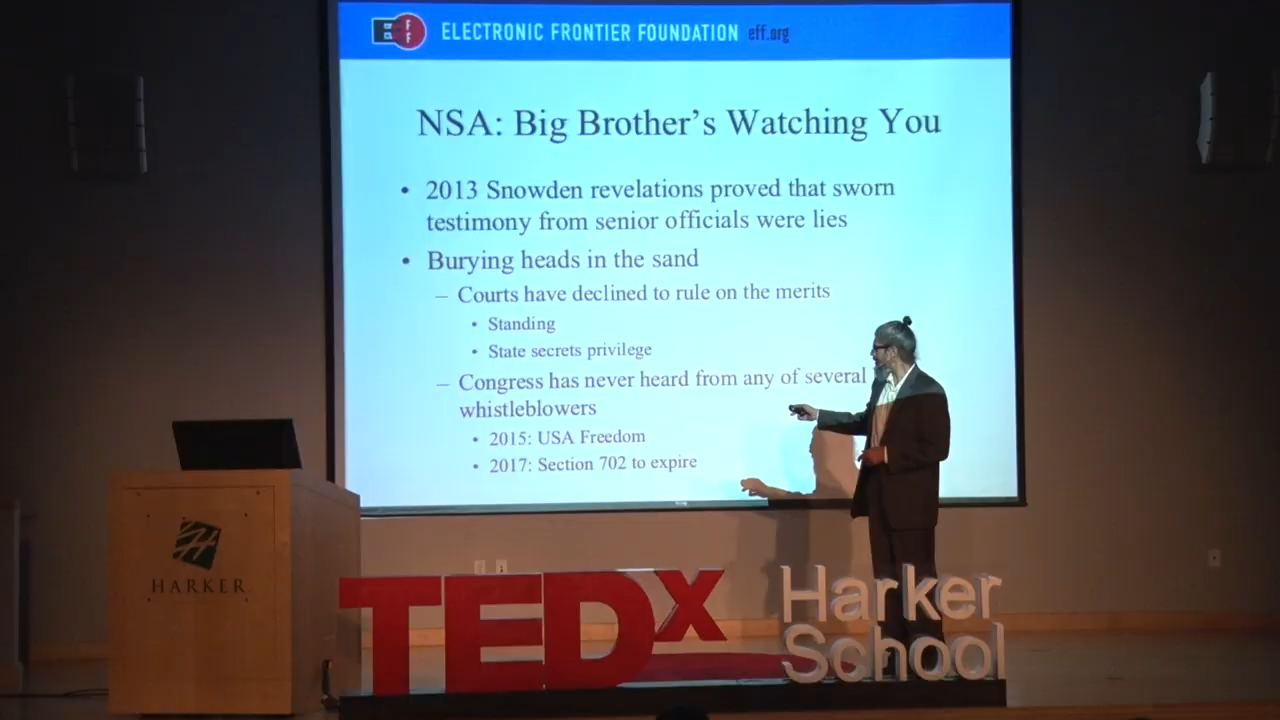 EFF ELECTRONIC FRONTIER FOUNDATION eff.org
NSA: Big Brother's Watching You
• 2013 Snowden revelations proved that sworn
testimony from senior officials were lies
• Burying heads in the sand
– Courts have declined to rule on the merits
• Standing
• State secrets privilege
– Congress has never heard from any of several
whistleblowers
• 2015: USA Freedom
• 2017: Section 702 to expire
H
HARKER
TEDx
Harker
School